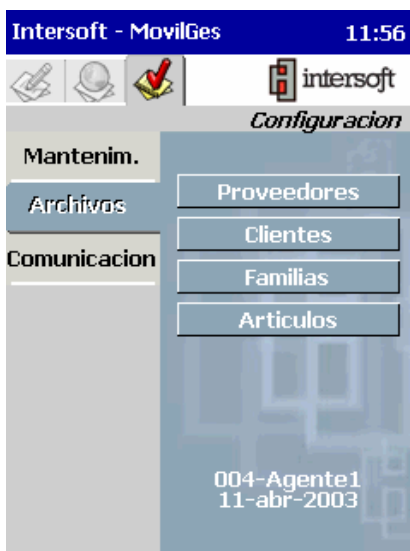 Intersoft - MovilGes 11:56
intersoft
Configuracion
Mantenim.
Archivos
Comunicacion
Proveedores
Clientes
Familias
Articulos
004-Agente1
11-abr-2003